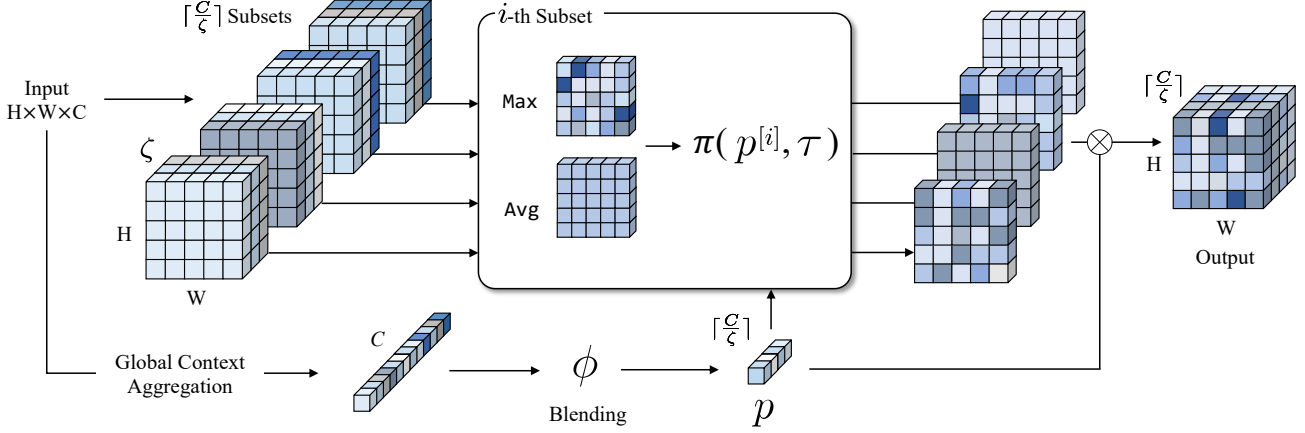 ⌈C/ζ⌉ Subsets
i-th Subset
Input
H×W×C
ζ
H
W
Max
Avg
π( p^[i], τ )
⌈C/ζ⌉
H
W
Output
Global Context
Aggregation
C
ϕ
Blending
⌈C/ζ⌉
p